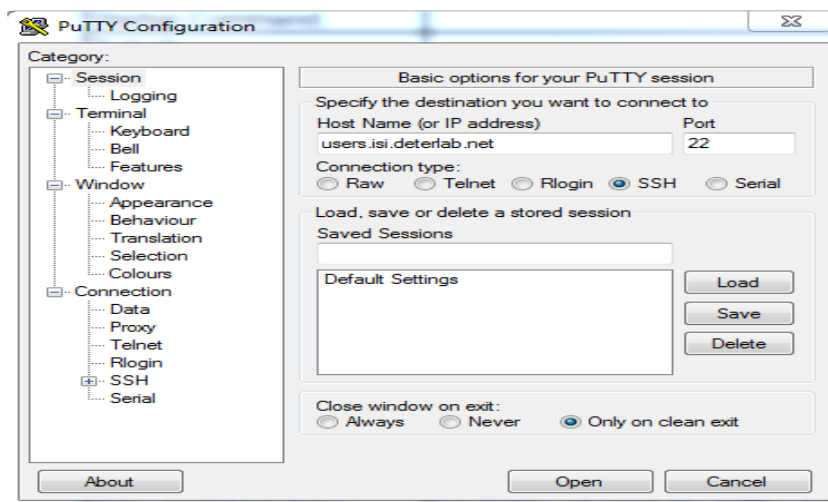 PuTTY Configuration
Category:
Session
Logging
Terminal
Keyboard
Bell
Features
Window
Appearance
Behaviour
Translation
Selection
Colours
Connection
Data
Proxy
Telnet
Rlogin
SSH
Serial
Basic options for your PuTTY session
Specify the destination you want to connect to
Host Name (or IP address) Port
users.isi.deterlab.net 22
Connection type:
Raw Telnet Rlogin SSH Serial
Load, save or delete a stored session
Saved Sessions
Default Settings
Load
Save
Delete
Close window on exit:
Always Never Only on clean exit
About Open Cancel